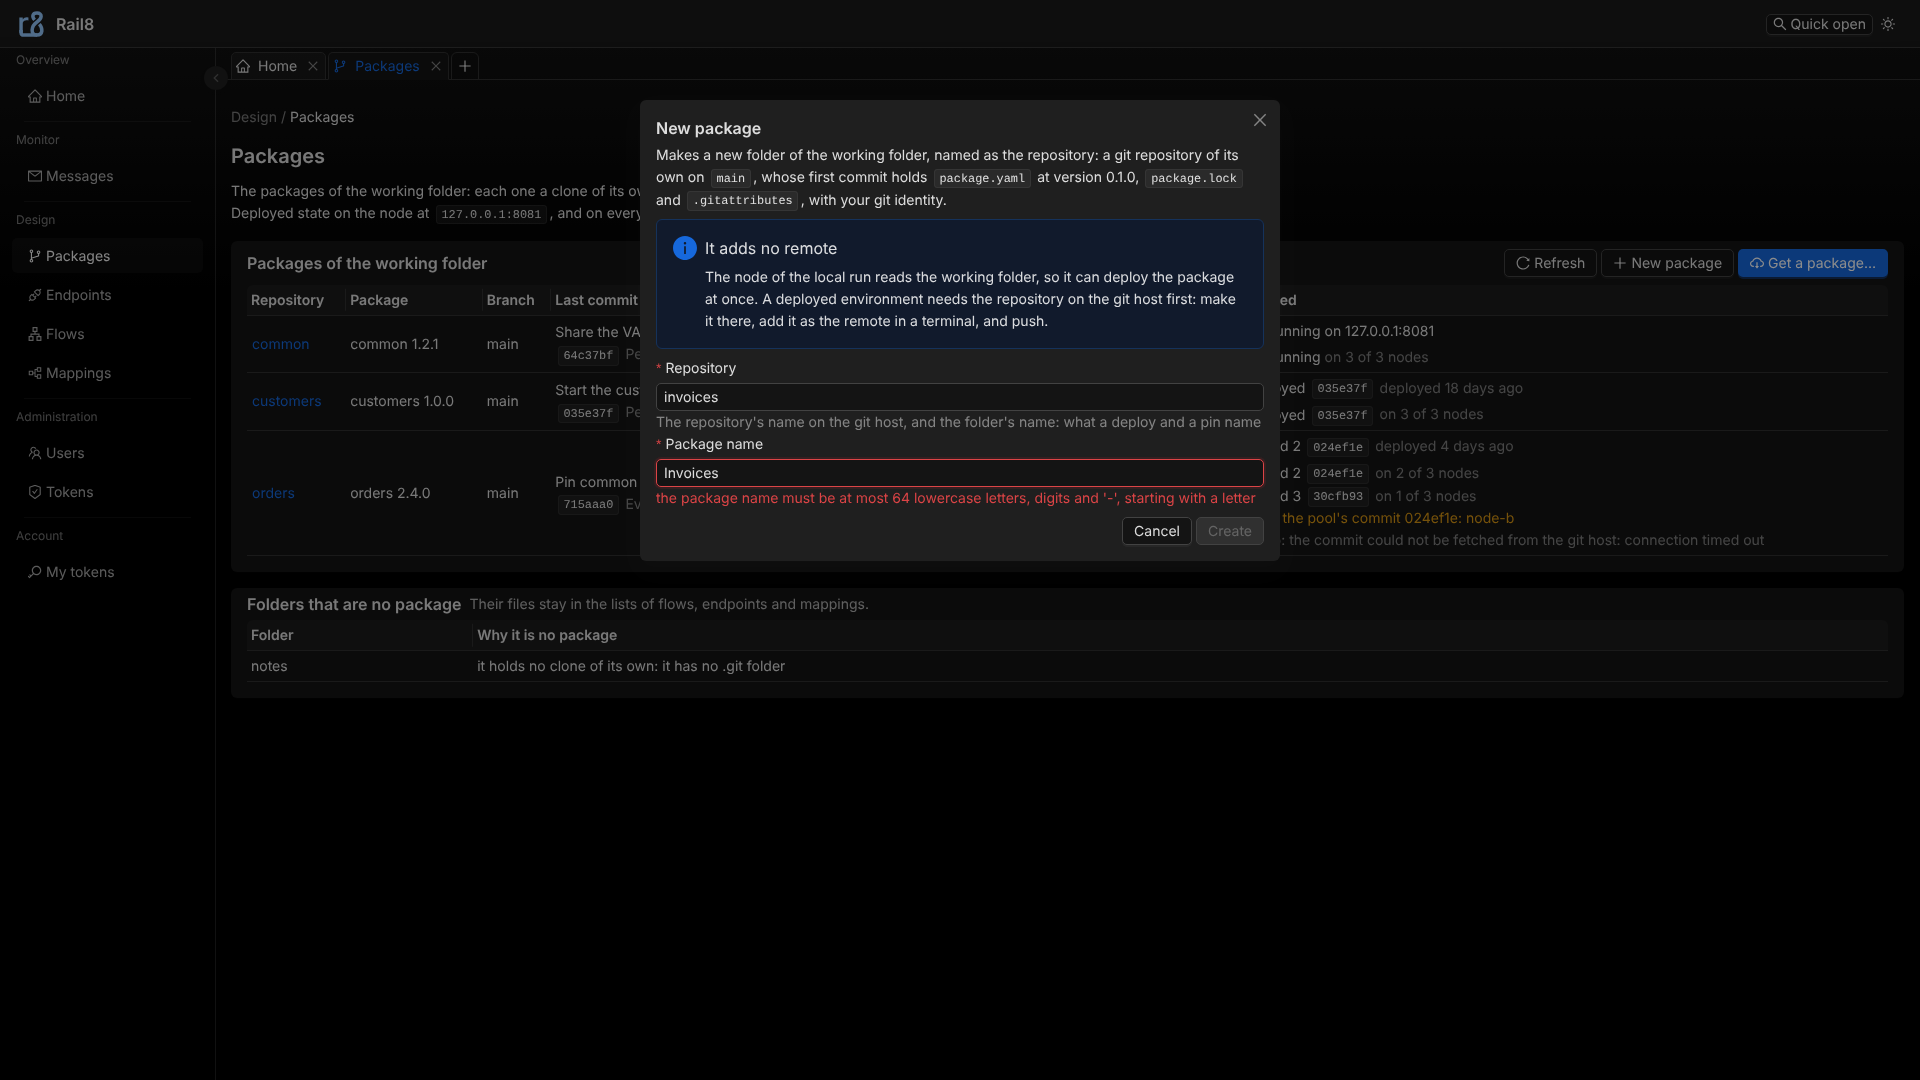 Rail8
Quick open
Overview
Home
Monitor
Messages
Design
Packages
Endpoints
Flows
Mappings
Administration
Users
Tokens
Account
My tokens
Home
Packages
Design / Packages
Packages
The packages of the working folder: each one a clone of its
Deployed state on the node at 127.0.0.1:8081, and on every
Packages of the working folder
Refresh
New package
Get a package...
Repository Package Branch Last commit
common common 1.2.1 main Share the
64c37bf
on 127.0.0.1:8081
on 3 of 3 nodes
customers customers 1.0.0 main Start the
035e37f
035e37f deployed 18 days ago
035e37f on 3 of 3 nodes
orders orders 2.4.0 main Pin common
715aaa0
2 024ef1e deployed 4 days ago
2 024ef1e on 2 of 3 nodes
3 30cfb93 on 1 of 3 nodes
the pool's commit 024ef1e: node-b
: the commit could not be fetched from the git host: connection timed out
Folders that are no package Their files stay in the lists of flows, endpoints and mappings.
Folder Why it is no package
notes it holds no clone of its own: it has no .git folder
New package
Makes a new folder of the working folder, named as the repository: a git repository of its
own on main, whose first commit holds package.yaml at version 0.1.0, package.lock
and .gitattributes, with your git identity.
It adds no remote
The node of the local run reads the working folder, so it can deploy the package
at once. A deployed environment needs the repository on the git host first: make
it there, add it as the remote in a terminal, and push.
* Repository
invoices
The repository's name on the git host, and the folder's name: what a deploy and a pin name
* Package name
Invoices
the package name must be at most 64 lowercase letters, digits and '-', starting with a letter
Cancel
Create